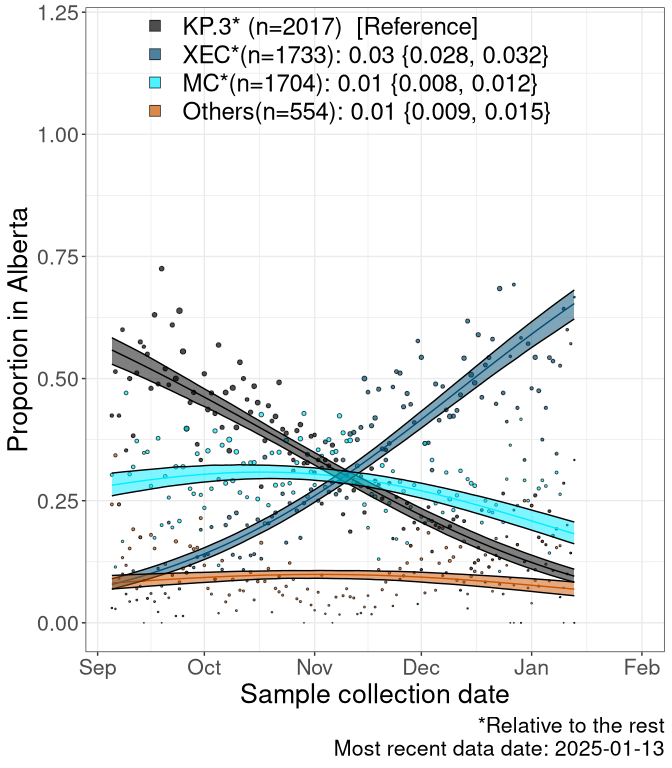 1.25
KP.3* (n=2017)  [Reference]
XEC*(n=1733): 0.03 {0.028, 0.032}
MC*(n=1704): 0.01 {0.008, 0.012}
Others(n=554): 0.01 {0.009, 0.015}
1.00
0.75
0.50
0.25
0.00
Proportion in Alberta
Sep Oct Nov Dec Jan Feb
Sample collection date
*Relative to the rest
Most recent data date: 2025-01-13